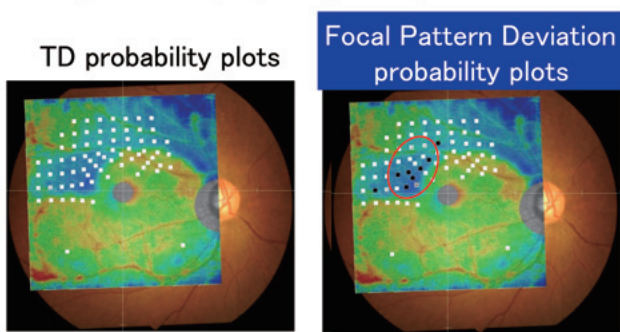 TD probability plots
Focal Pattern Deviation
probability plots